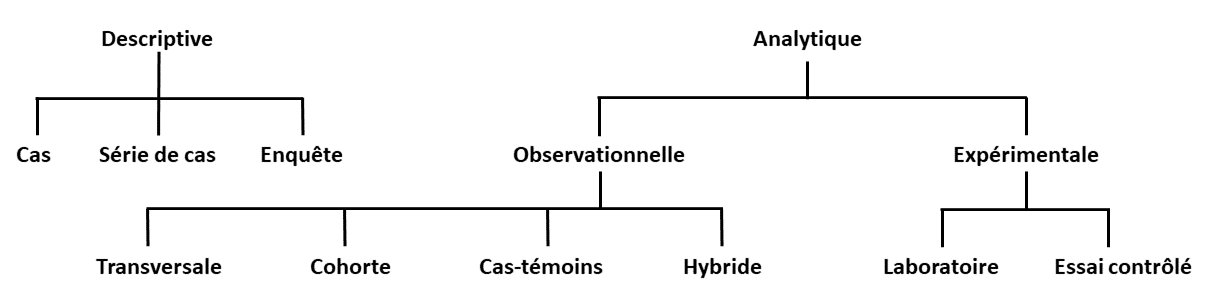 Descriptive
Analytique
Cas
Série de cas
Enquête
Observationnelle
Expérimentale
Transversale
Cohorte
Cas-témoins
Hybride
Laboratoire
Essai contrôlé